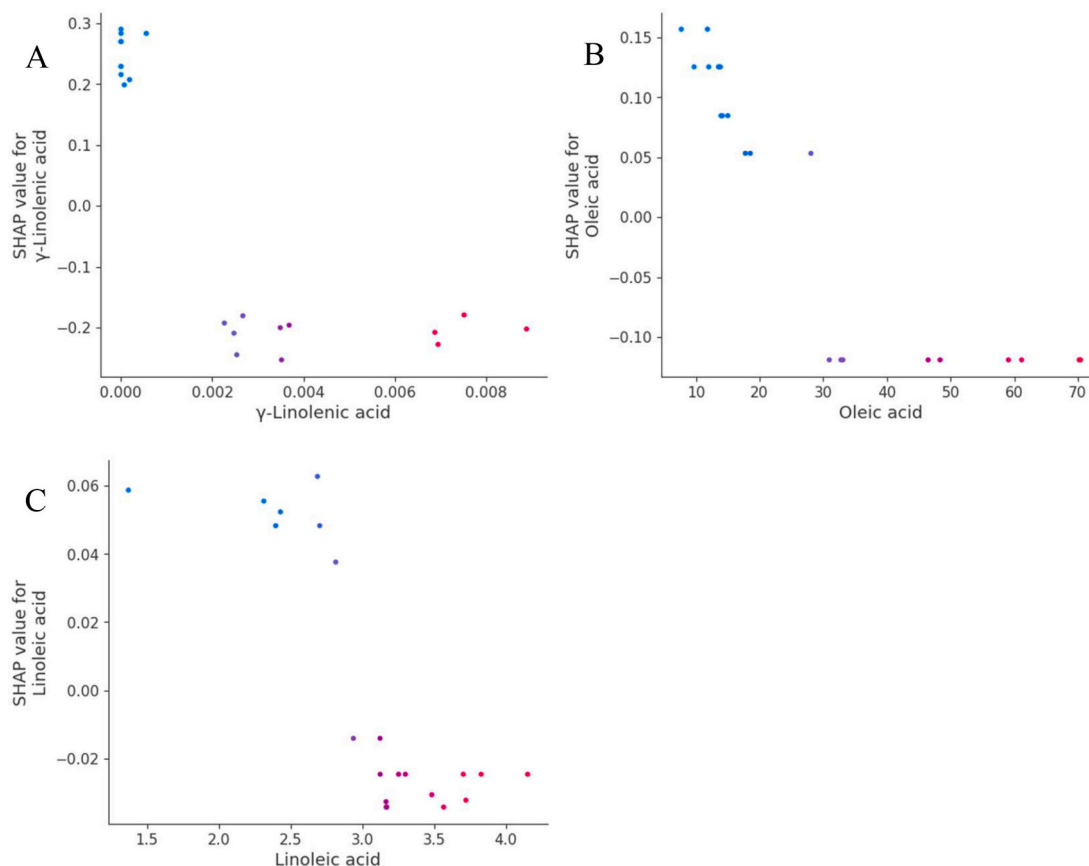 A
SHAP value for
γ-Linolenic acid
0.3
0.2
0.1
0.0
−0.1
−0.2
0.000 0.002 0.004 0.006 0.008
γ-Linolenic acid
B
SHAP value for
Oleic acid
0.15
0.10
0.05
0.00
−0.05
−0.10
10 20 30 40 50 60 70
Oleic acid
C
SHAP value for
Linoleic acid
0.06
0.04
0.02
0.00
−0.02
1.5 2.0 2.5 3.0 3.5 4.0
Linoleic acid